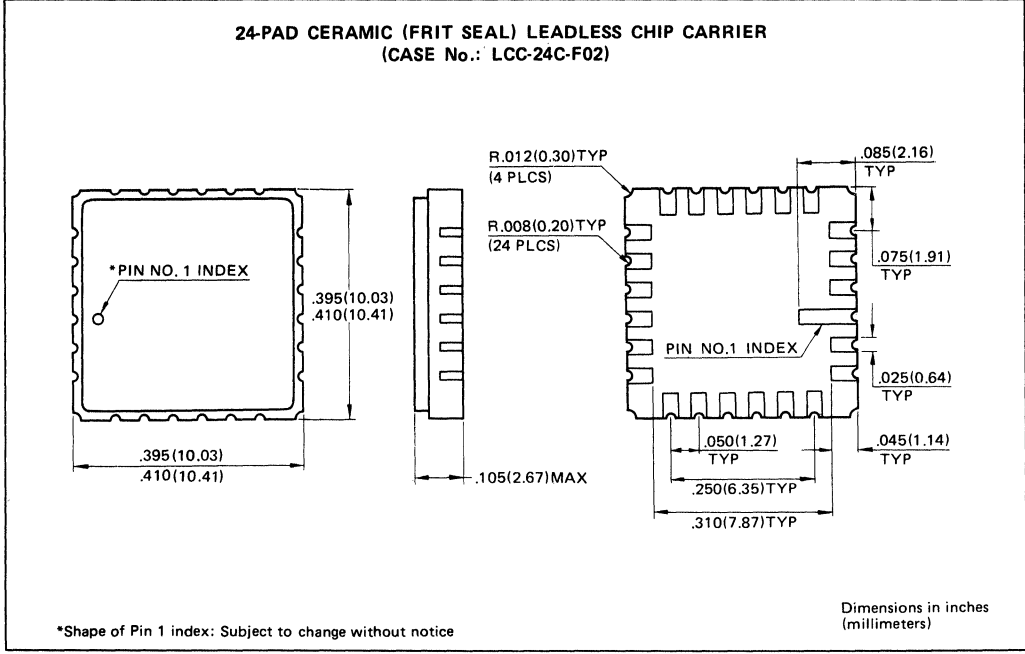 24-PAD CERAMIC (FRIT SEAL) LEADLESS CHIP CARRIER
(CASE No.: LCC-24C-F02)
R.012(0.30)TYP
(4 PLCS)
.085(2.16)
TYP
R.008(0.20)TYP
(24 PLCS)
*PIN NO. 1 INDEX
.075(1.91)
TYP
.395(10.03)
.410(10.41)
PIN NO.1 INDEX
.025(0.64)
TYP
.050(1.27)
TYP
.045(1.14)
TYP
.395(10.03)
.410(10.41)
.105(2.67)MAX
.250(6.35)TYP
.310(7.87)TYP
Dimensions in inches
(millimeters)
*Shape of Pin 1 index: Subject to change without notice